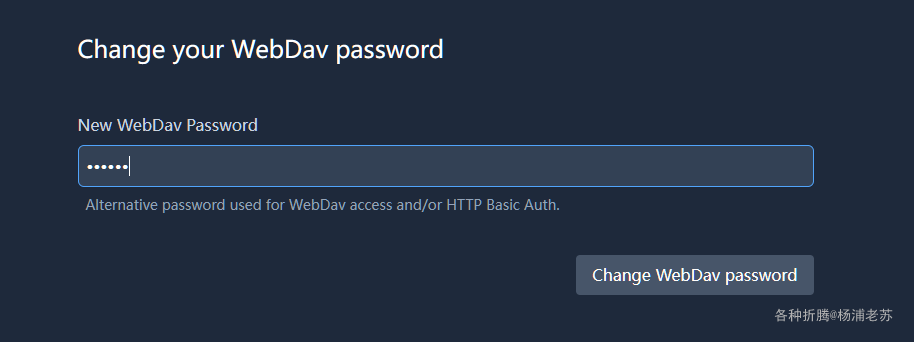 Change your WebDav password
New WebDav Password
••••••
Alternative password used for WebDav access and/or HTTP Basic Auth.
Change WebDav password
各种折腾@杨浦老苏